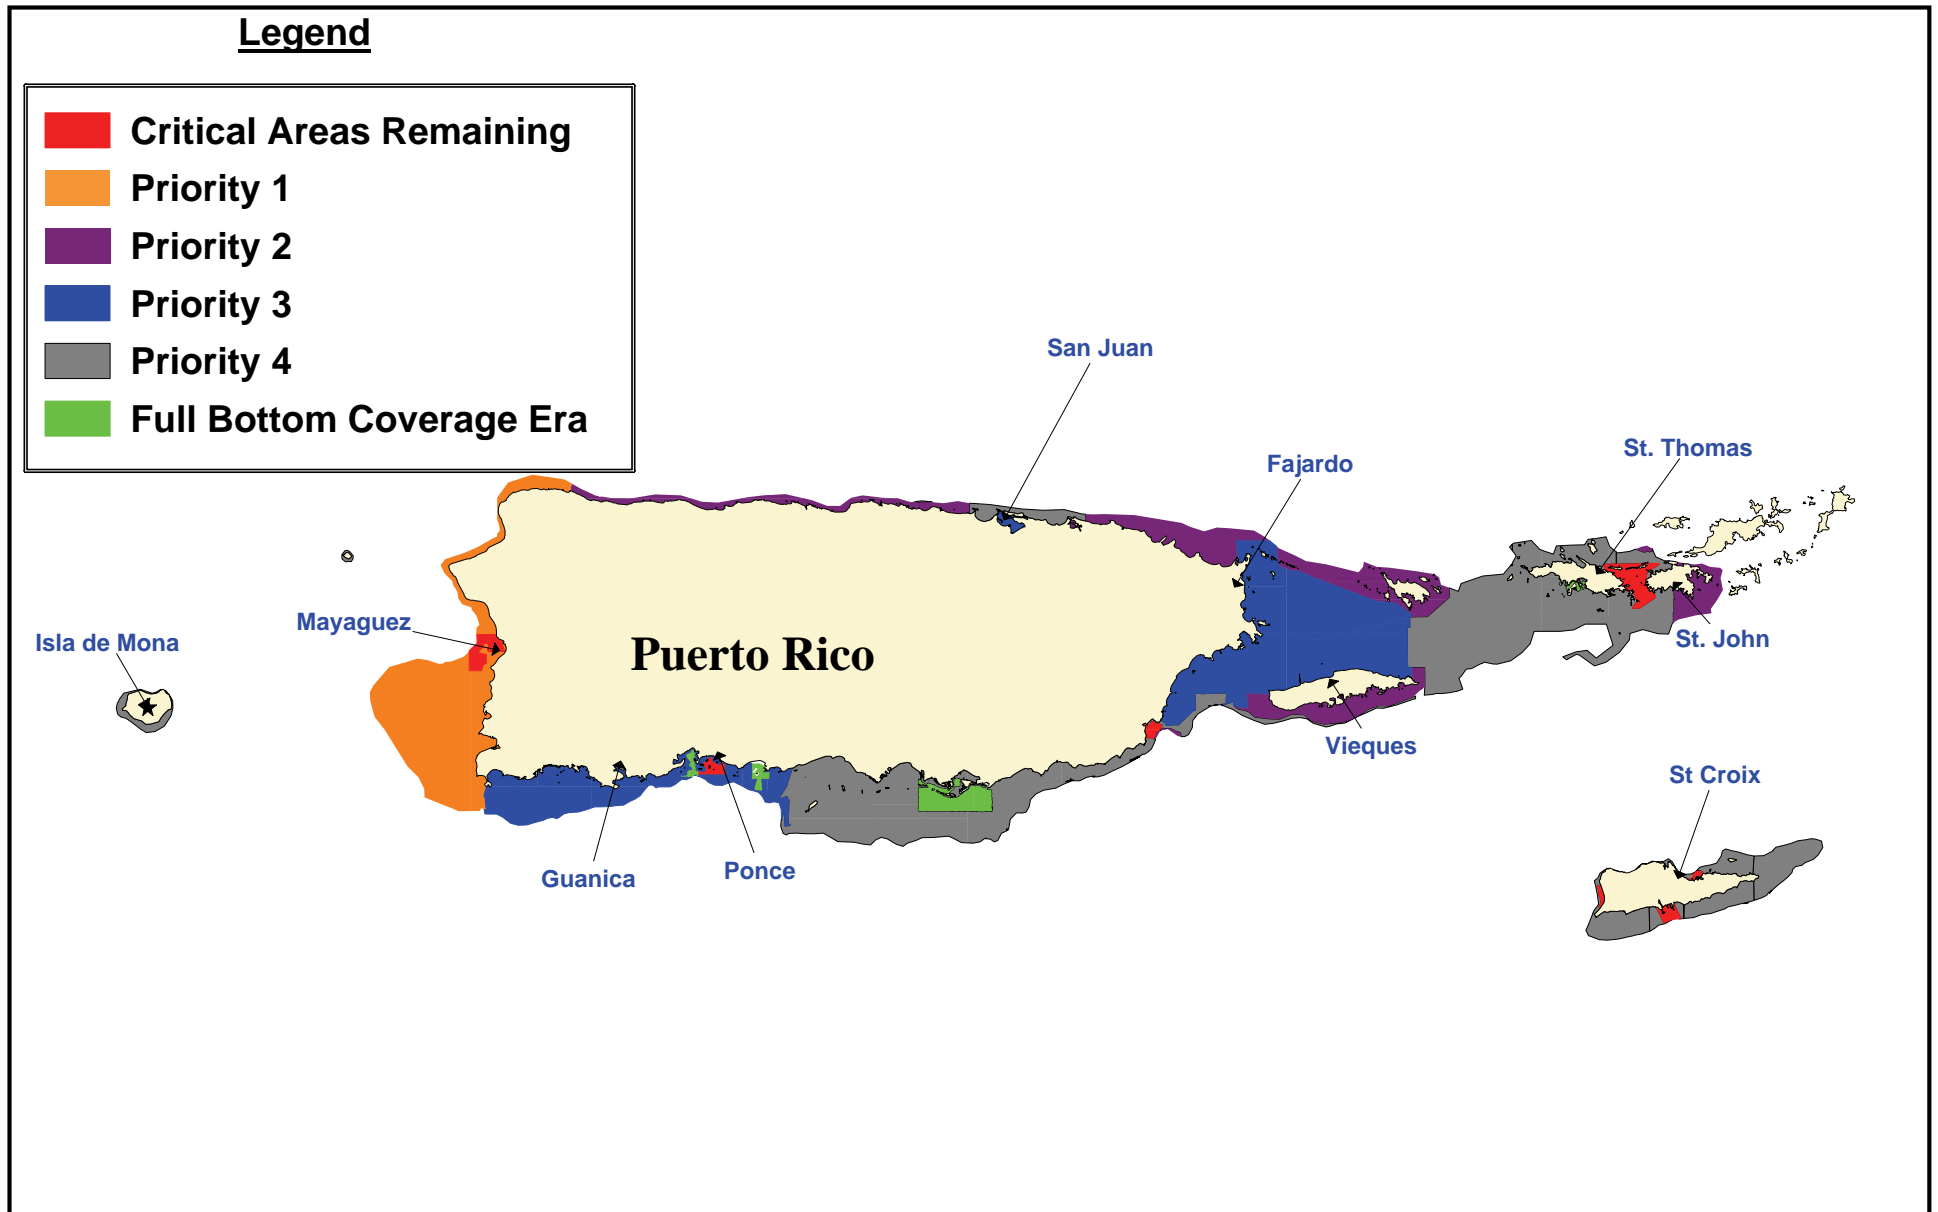 Legend
Critical Areas Remaining
Priority 1
Priority 2
Priority 3
Priority 4
Full Bottom Coverage Era
San Juan
Fajardo
St. Thomas
Mayaguez
Isla de Mona
Puerto Rico
St. John
Vieques
St Croix
Guanica
Ponce